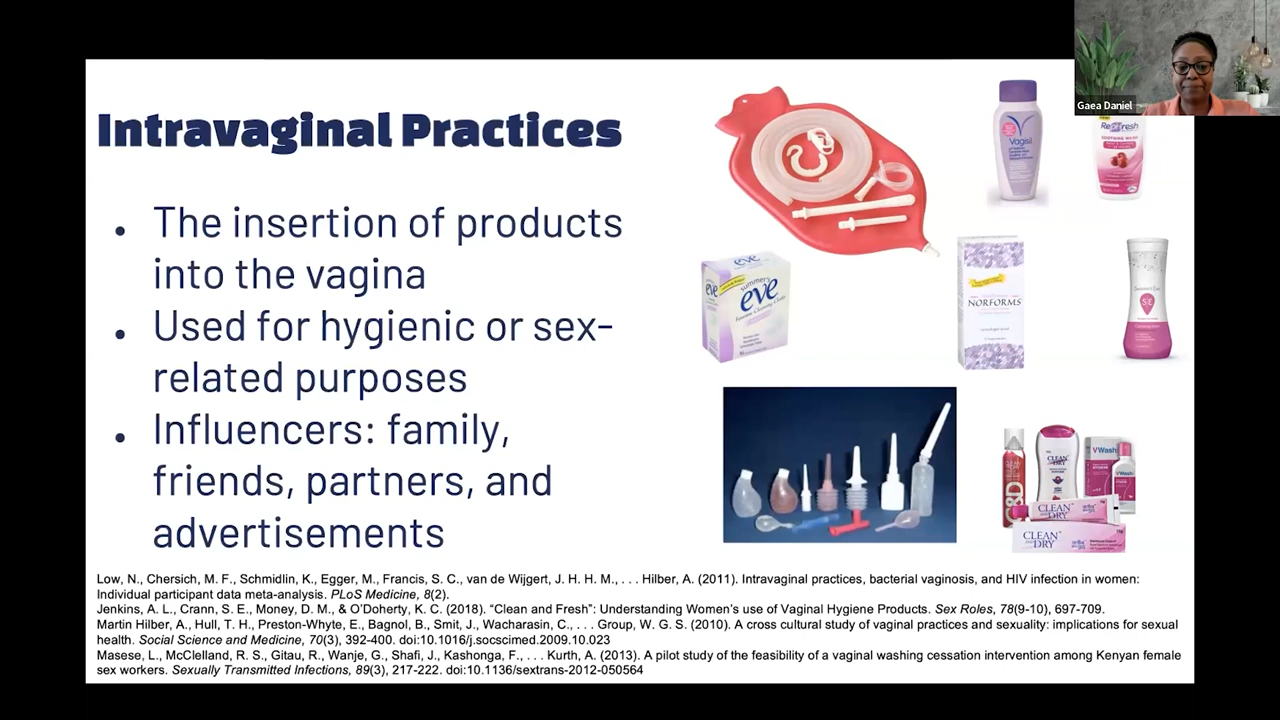 Intravaginal Practices
• The insertion of products
into the vagina
• Used for hygienic or sex-
related purposes
• Influencers: family,
friends, partners, and
advertisements
Gaea Daniel
Vagisil
RepHresh
eve
summer's
eve
NORFORMS
S·E
CLEAN
DRY
VWash
VWash
CLEAN
DRY
CLEAN
DRY
Low, N., Chersich, M. F., Schmidlin, K., Egger, M., Francis, S. C., van de Wijgert, J. H. H. M., . . . Hilber, A. (2011). Intravaginal practices, bacterial vaginosis, and HIV infection in women:
Individual participant data meta-analysis. PLoS Medicine, 8(2).
Jenkins, A. L., Crann, S. E., Money, D. M., & O’Doherty, K. C. (2018). “Clean and Fresh”: Understanding Women’s use of Vaginal Hygiene Products. Sex Roles, 78(9-10), 697-709.
Martin Hilber, A., Hull, T. H., Preston-Whyte, E., Bagnol, B., Smit, J., Wacharasin, C., . . . Group, W. G. S. (2010). A cross cultural study of vaginal practices and sexuality: implications for sexual
health. Social Science and Medicine, 70(3), 392-400. doi:10.1016/j.socscimed.2009.10.023
Masese, L., McClelland, R. S., Gitau, R., Wanje, G., Shafi, J., Kashonga, F., . . . Kurth, A. (2013). A pilot study of the feasibility of a vaginal washing cessation intervention among Kenyan female
sex workers. Sexually Transmitted Infections, 89(3), 217-222. doi:10.1136/sextrans-2012-050564